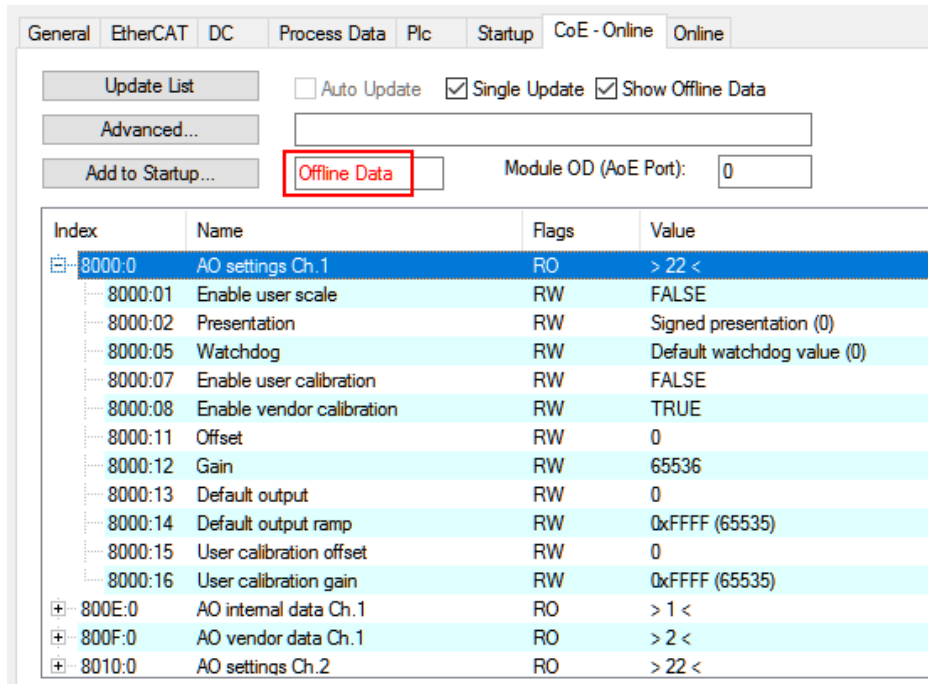 General EtherCAT DC Process Data Plc Startup CoE - Online Online
Update List Auto Update Single Update Show Offline Data
Advanced...
Add to Startup... Offline Data Module OD (AoE Port): 0
Index Name Flags Value
8000:0 AO settings Ch.1 RO > 22 <
8000:01 Enable user scale RW FALSE
8000:02 Presentation RW Signed presentation (0)
8000:05 Watchdog RW Default watchdog value (0)
8000:07 Enable user calibration RW FALSE
8000:08 Enable vendor calibration RW TRUE
8000:11 Offset RW 0
8000:12 Gain RW 65536
8000:13 Default output RW 0
8000:14 Default output ramp RW 0xFFFF (65535)
8000:15 User calibration offset RW 0
8000:16 User calibration gain RW 0xFFFF (65535)
800E:0 AO internal data Ch.1 RO > 1 <
800F:0 AO vendor data Ch.1 RO > 2 <
8010:0 AO settings Ch.2 RO > 22 <